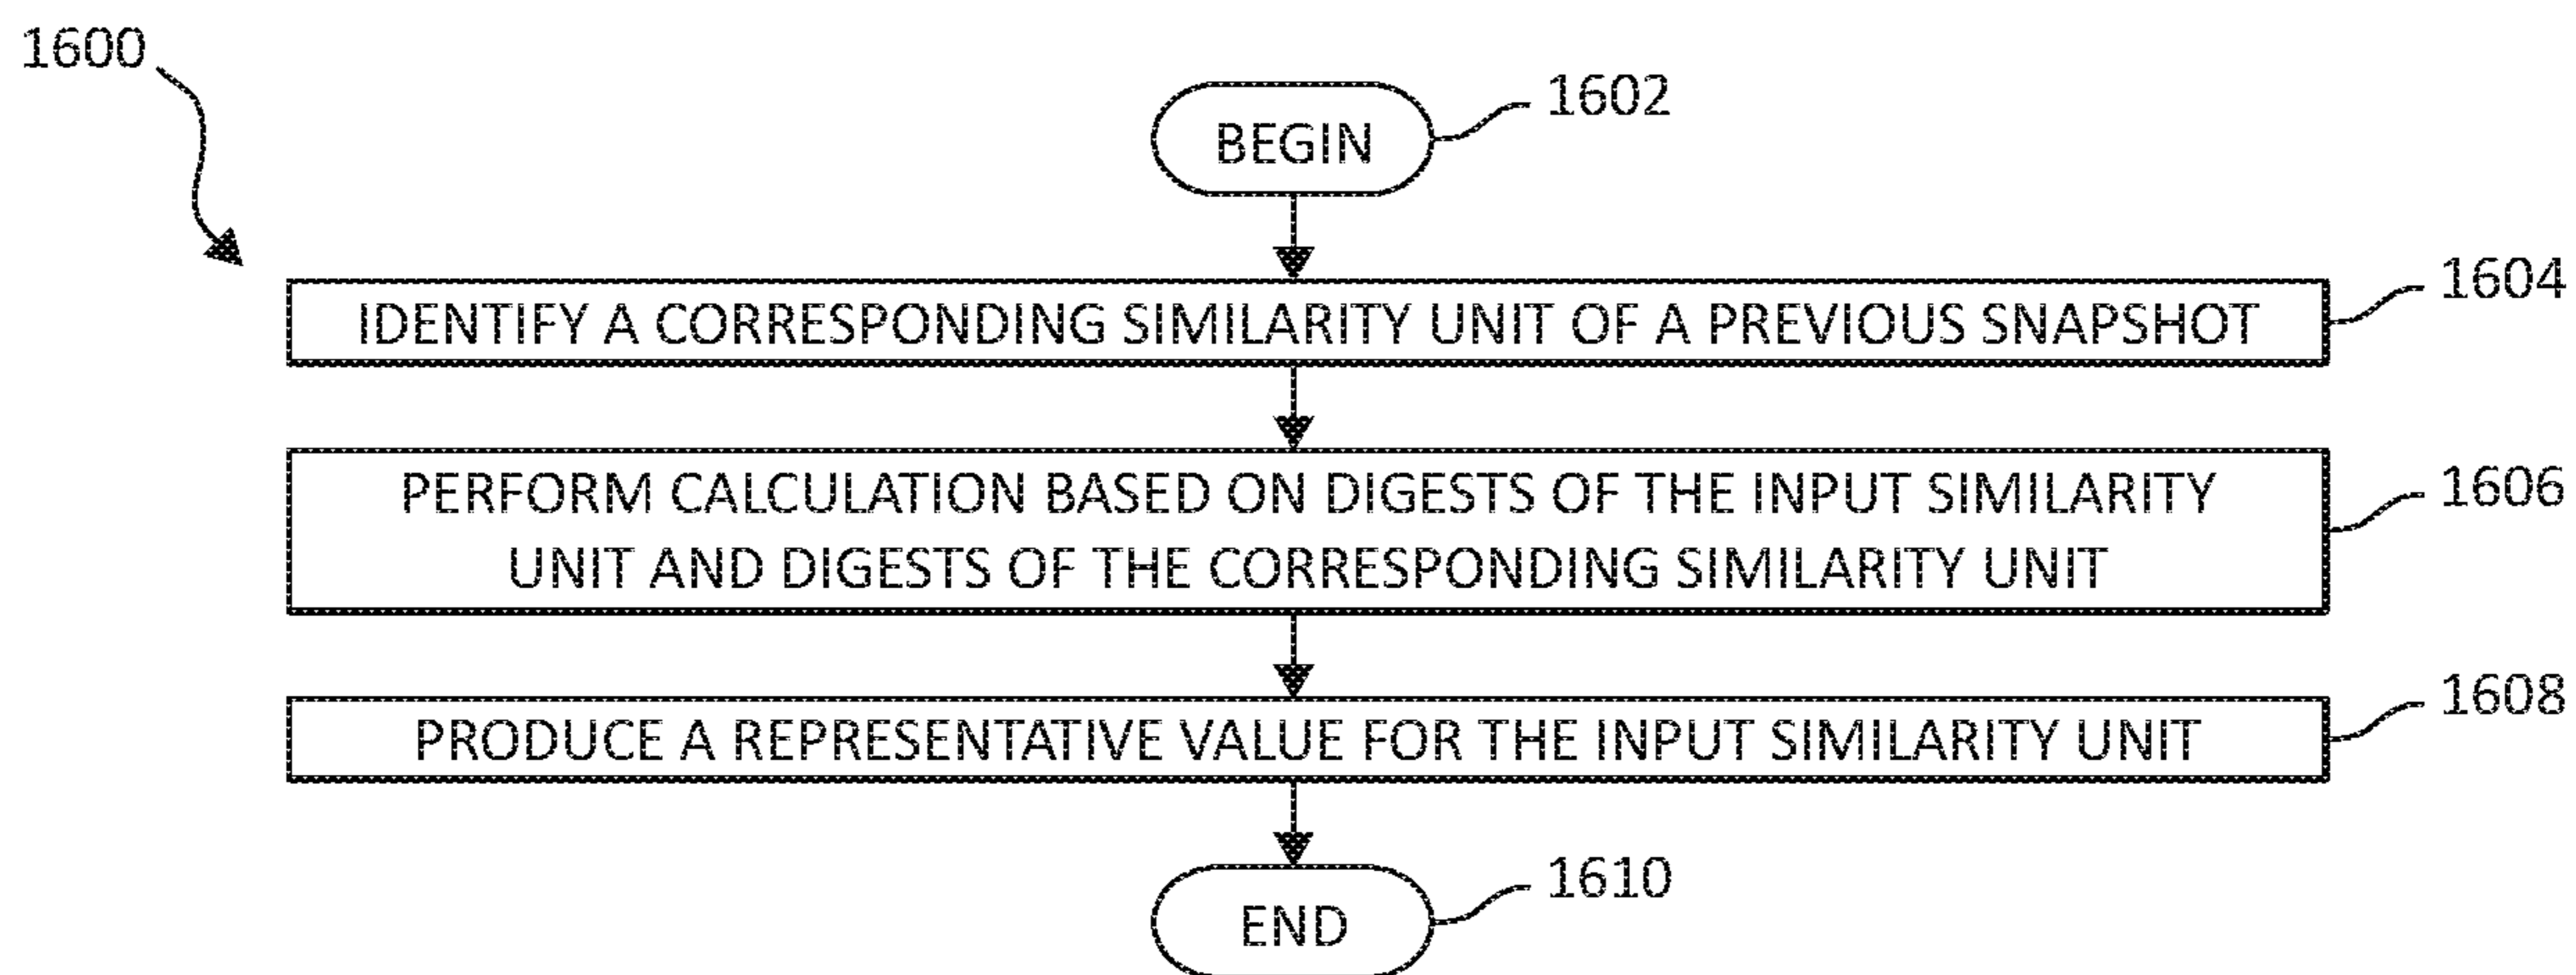 1600
1602
BEGIN
1604
IDENTIFY A CORRESPONDING SIMILARITY UNIT OF A PREVIOUS SNAPSHOT
1606
PERFORM CALCULATION BASED ON DIGESTS OF THE INPUT SIMILARITY
UNIT AND DIGESTS OF THE CORRESPONDING SIMILARITY UNIT
1608
PRODUCE A REPRESENTATIVE VALUE FOR THE INPUT SIMILARITY UNIT
1610
END